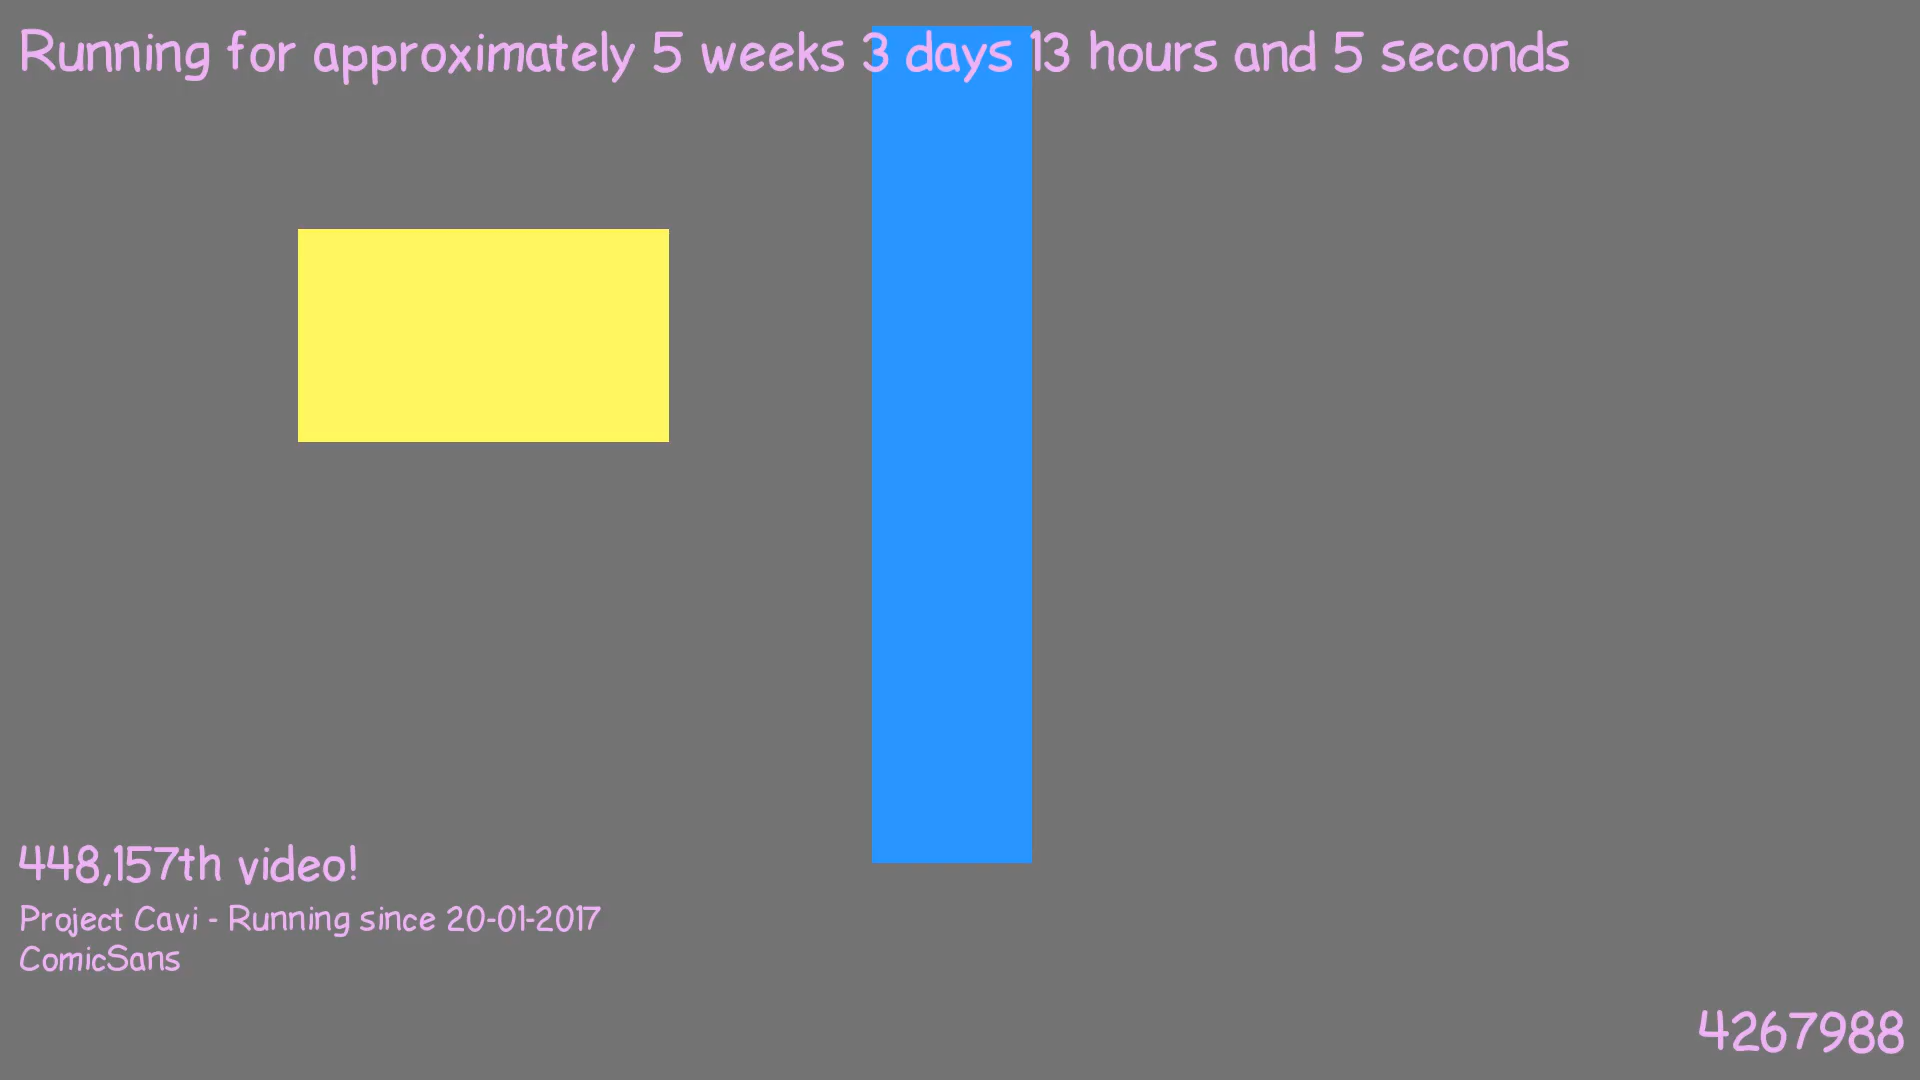 Running for approximately 5 weeks 3 days 13 hours and 5 seconds
448,157th video!
Project Cavi - Running since 20-01-2017
ComicSans
4267988